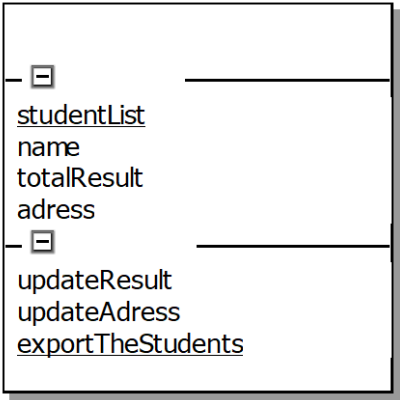 studentList
name
totalResult
adress
updateResult
updateAdress
exportTheStudents